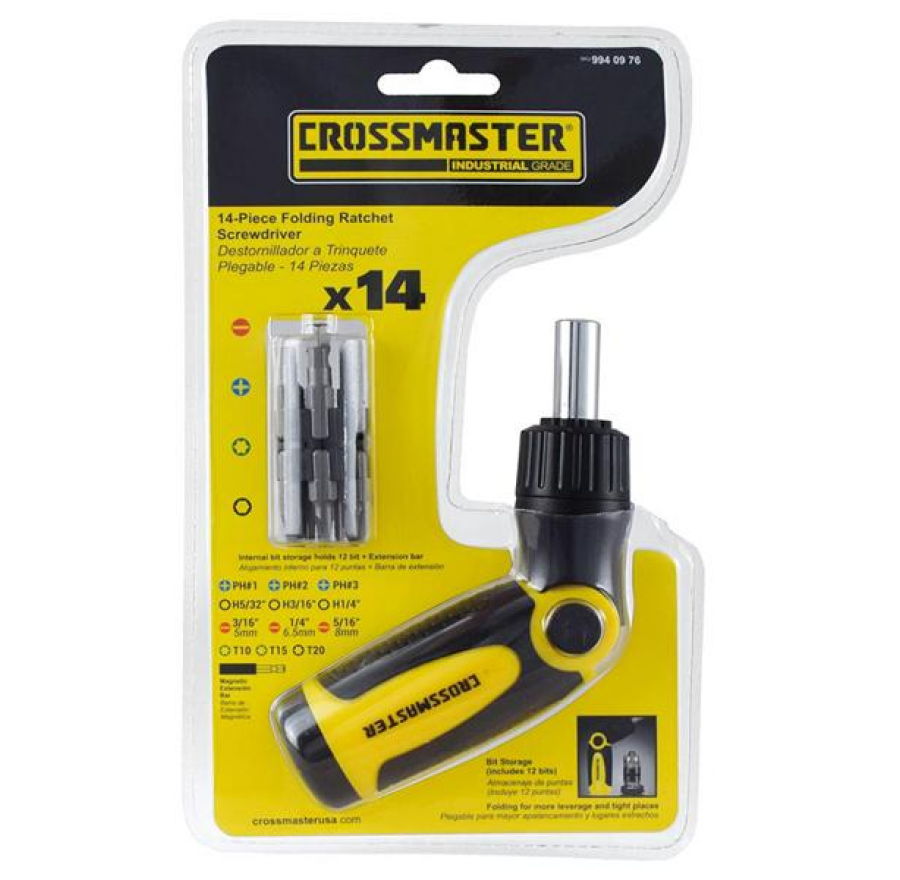 SKU 994 09 76
CROSSMASTER®
INDUSTRIAL GRADE
14-Piece Folding Ratchet
Screwdriver
Destornillador a Trinquete
Plegable - 14 Piezas
x14
Internal bit storage holds 12 bit + Extension bar
Alojamiento interno para 12 puntas + Barra de extensión
PH#1 PH#2 PH#3
H5/32" H3/16" H1/4"
3/16" 1/4" 5/16"
5mm 6.5mm 8mm
T10 T15 T20
Magnetic
Extension
Bar
Barra de
Extensión
Magnética
CROSSMASTER
Bit Storage
(includes 12 bits)
Almacenaje de puntas
(incluye 12 puntas)
Folding for more leverage and tight places
Plegable para mayor apalancamiento y lugares estrechos
crossmasterusa.com